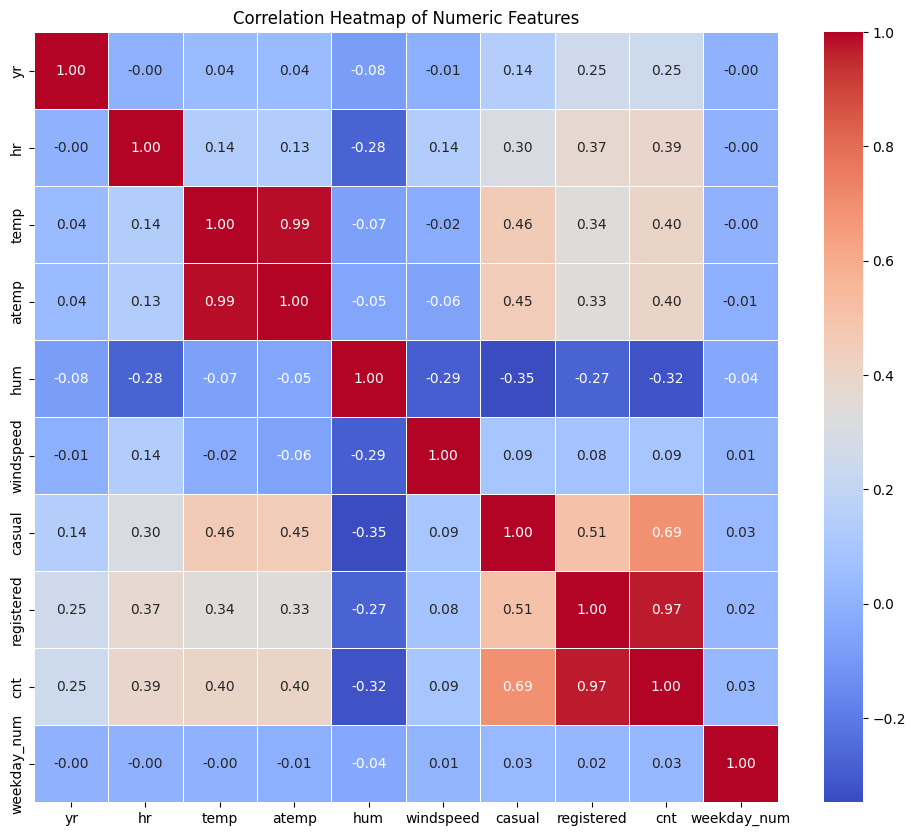 Correlation Heatmap of Numeric Features
yr 1.00 -0.00 0.04 0.04 -0.08 -0.01 0.14 0.25 0.25 -0.00
hr -0.00 1.00 0.14 0.13 -0.28 0.14 0.30 0.37 0.39 -0.00
temp 0.04 0.14 1.00 0.99 -0.07 -0.02 0.46 0.34 0.40 -0.00
atemp 0.04 0.13 0.99 1.00 -0.05 -0.06 0.45 0.33 0.40 -0.01
hum -0.08 -0.28 -0.07 -0.05 1.00 -0.29 -0.35 -0.27 -0.32 -0.04
windspeed -0.01 0.14 -0.02 -0.06 -0.29 1.00 0.09 0.08 0.09 0.01
casual 0.14 0.30 0.46 0.45 -0.35 0.09 1.00 0.51 0.69 0.03
registered 0.25 0.37 0.34 0.33 -0.27 0.08 0.51 1.00 0.97 0.02
cnt 0.25 0.39 0.40 0.40 -0.32 0.09 0.69 0.97 1.00 0.03
weekday_num -0.00 -0.00 -0.00 -0.01 -0.04 0.01 0.03 0.02 0.03 1.00
yr hr temp atemp hum windspeed casual registered cnt weekday_num
1.0
0.8
0.6
0.4
0.2
0.0
−0.2